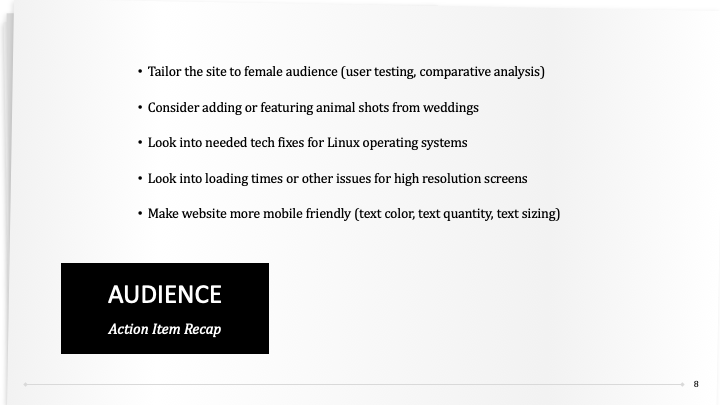 • Tailor the site to female audience (user testing, comparative analysis)
• Consider adding or featuring animal shots from weddings
• Look into needed tech fixes for Linux operating systems
• Look into loading times or other issues for high resolution screens
• Make website more mobile friendly (text color, text quantity, text sizing)
AUDIENCE
Action Item Recap
8